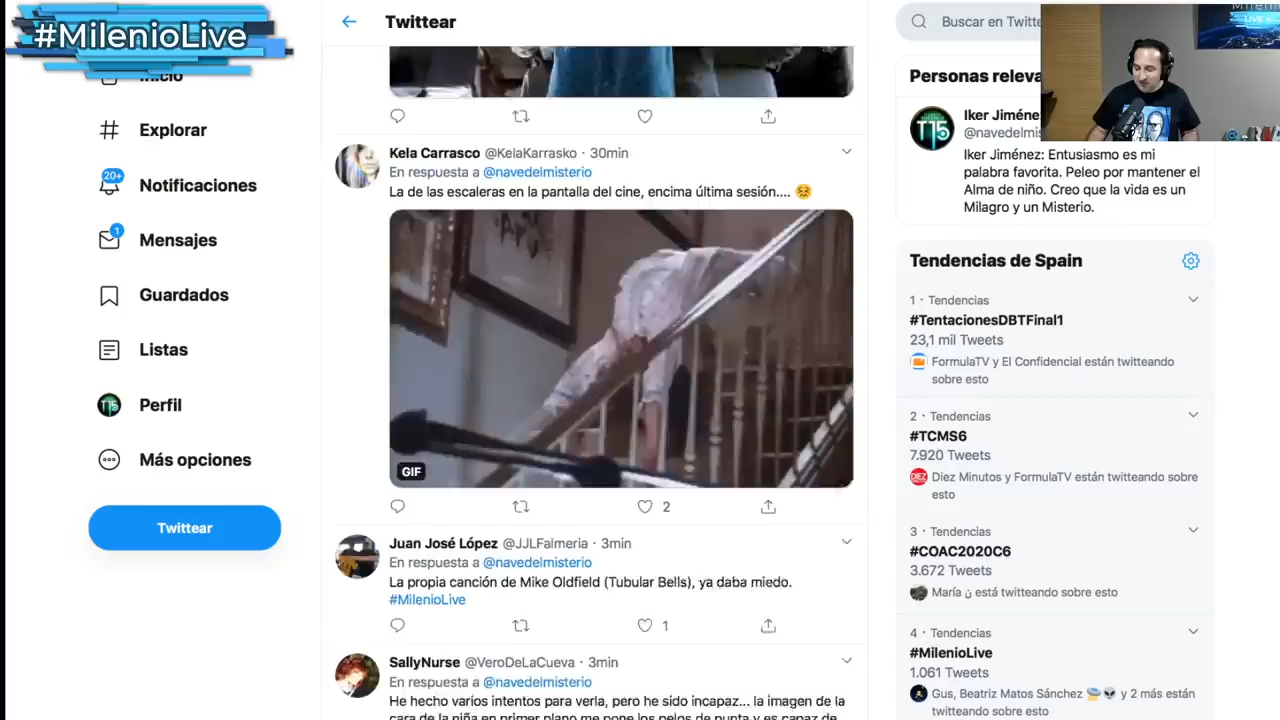 #MilenioLive
Inicio
Explorar
20+
Notificaciones
1
Mensajes
Guardados
Listas
T15
Perfil
Más opciones
Twittear
Twittear
Kela Carrasco @KelaKarrasko · 30min
En respuesta a @navedelmisterio
La de las escaleras en la pantalla del cine, encima última sesión.... 😖
GIF
2
Juan José López @JJLFalmeria · 3min
En respuesta a @navedelmisterio
La propia canción de Mike Oldfield (Tubular Bells), ya daba miedo.
#MilenioLive
1
SallyNurse @VeroDeLaCueva · 3min
En respuesta a @navedelmisterio
He hecho varios intentos para verla, pero he sido incapaz... la imagen de la
cara de la niña en primer plano me pone los pelos de punta y es capaz de
Buscar en Twitte
LIVE
Personas releva
T15
Iker Jiméne
@navedelmis
Iker Jiménez: Entusiasmo es mi
palabra favorita. Peleo por mantener el
Alma de niño. Creo que la vida es un
Milagro y un Misterio.
Tendencias de Spain
1 · Tendencias
#TentacionesDBTFinal1
23,1 mil Tweets
FormulaTV y El Confidencial están twitteando
sobre esto
2 · Tendencias
#TCMS6
7.920 Tweets
DIEZ
Diez Minutos y FormulaTV están twitteando sobre
esto
3 · Tendencias
#COAC2020C6
3.672 Tweets
María ن está twitteando sobre esto
4 · Tendencias
#MilenioLive
1.061 Tweets
Gus, Beatriz Matos Sánchez 🛸👽 y 2 más están
twitteando sobre esto